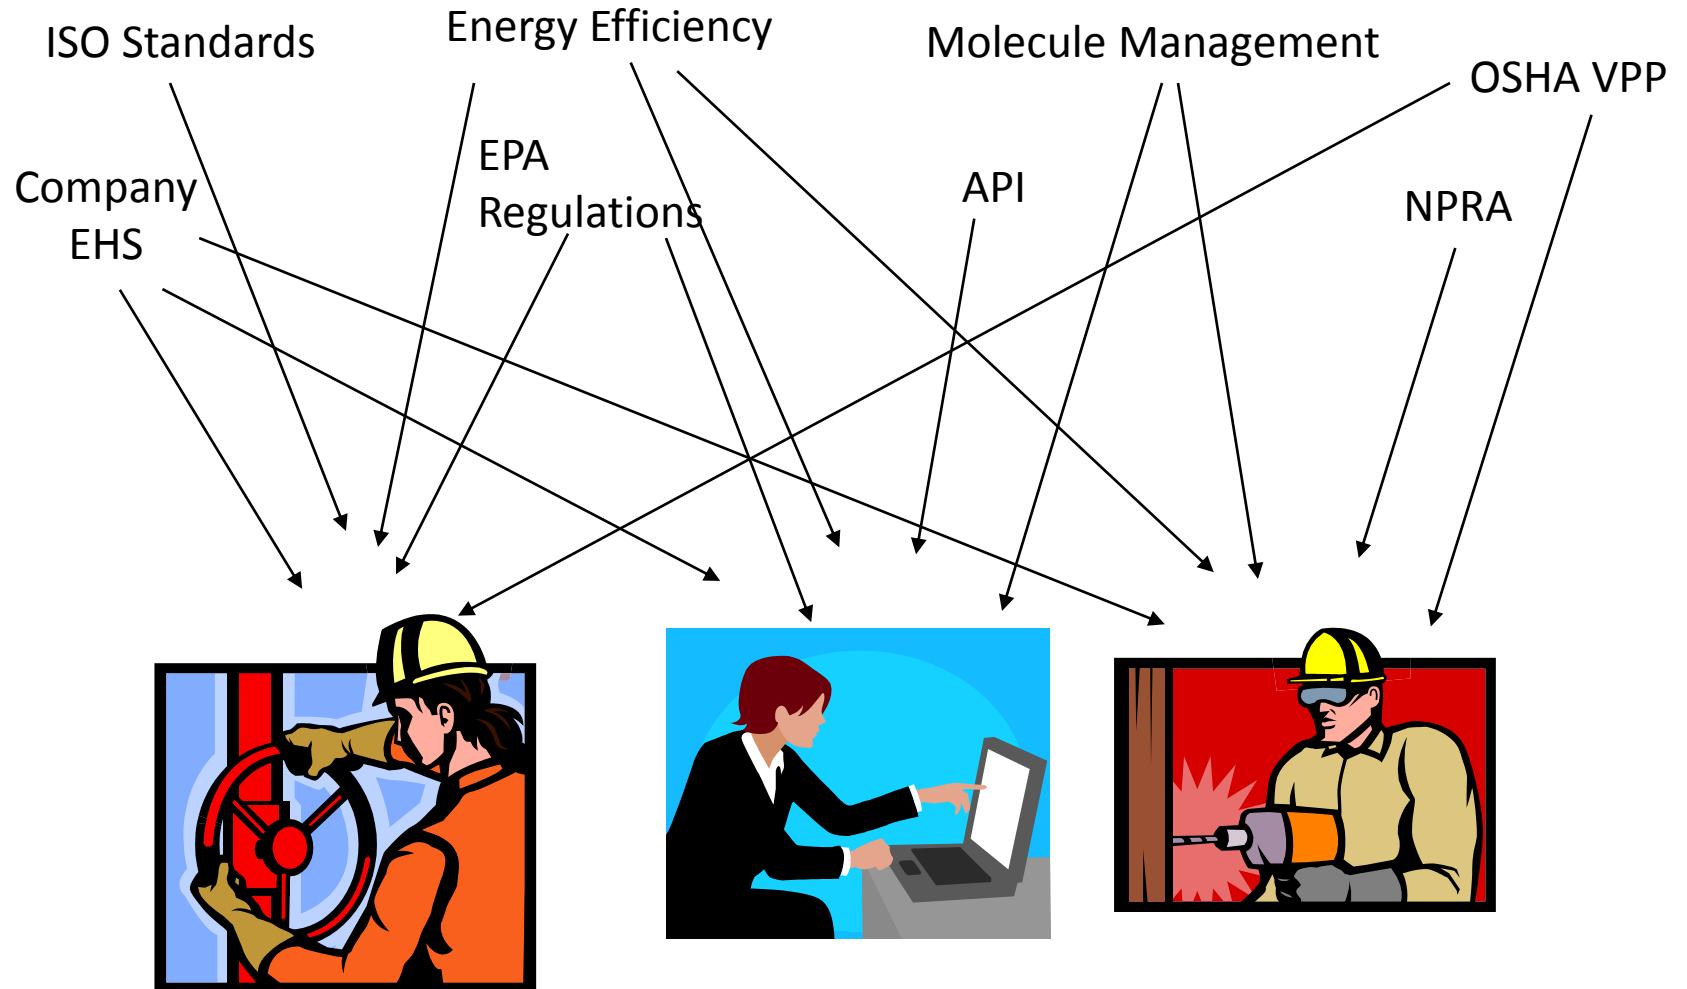 ISO Standards
Energy Efficiency
Molecule Management
OSHA VPP
Company
EHS
EPA
Regulations
API
NPRA